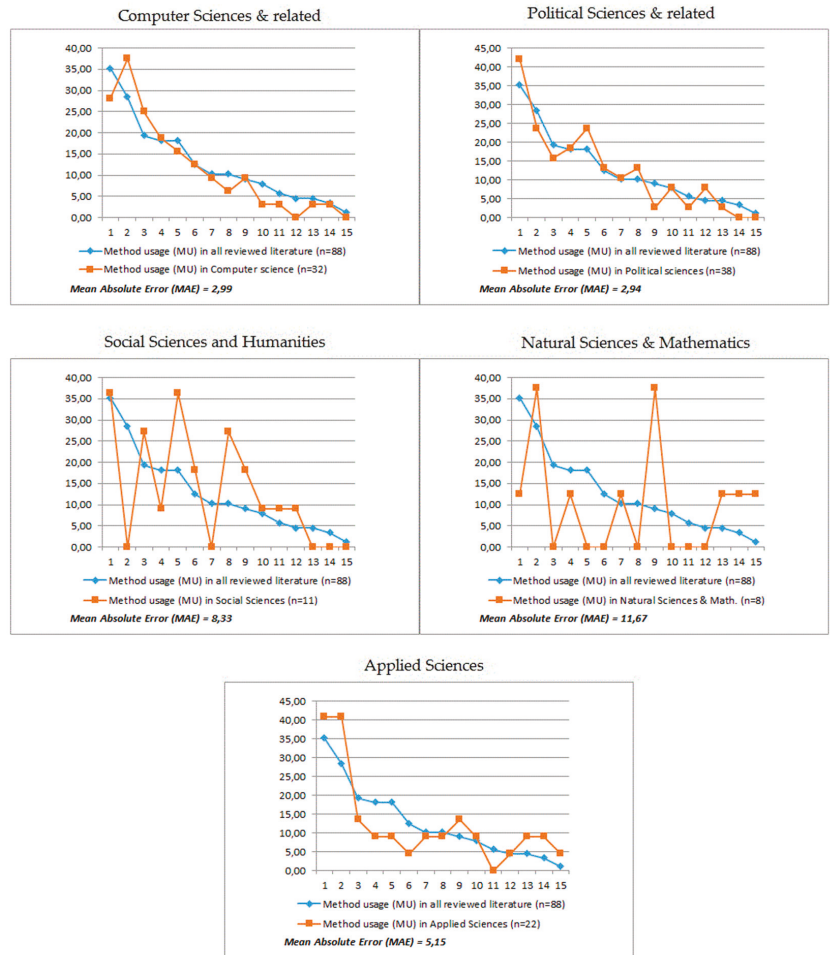 Computer Sciences & related
40,00
35,00
30,00
25,00
20,00
15,00
10,00
5,00
0,00
1 2 3 4 5 6 7 8 9 10 11 12 13 14 15
Method usage (MU) in all reviewed literature (n=88)
Method usage (MU) in Computer science (n=32)
Mean Absolute Error (MAE) = 2,99
Political Sciences & related
45,00
40,00
35,00
30,00
25,00
20,00
15,00
10,00
5,00
0,00
1 2 3 4 5 6 7 8 9 10 11 12 13 14 15
Method usage (MU) in all reviewed literature (n=88)
Method usage (MU) in Political sciences (n=38)
Mean Absolute Error (MAE) = 2,94
Social Sciences and Humanities
40,00
35,00
30,00
25,00
20,00
15,00
10,00
5,00
0,00
1 2 3 4 5 6 7 8 9 10 11 12 13 14 15
Method usage (MU) in all reviewed literature (n=88)
Method usage (MU) in Social Sciences (n=11)
Mean Absolute Error (MAE) = 8,33
Natural Sciences & Mathematics
40,00
35,00
30,00
25,00
20,00
15,00
10,00
5,00
0,00
1 2 3 4 5 6 7 8 9 10 11 12 13 14 15
Method usage (MU) in all reviewed literature (n=88)
Method usage (MU) in Natural Sciences & Math. (n=8)
Mean Absolute Error (MAE) = 11,67
Applied Sciences
45,00
40,00
35,00
30,00
25,00
20,00
15,00
10,00
5,00
0,00
1 2 3 4 5 6 7 8 9 10 11 12 13 14 15
Method usage (MU) in all reviewed literature (n=88)
Method usage (MU) in Applied Sciences (n=22)
Mean Absolute Error (MAE) = 5,15